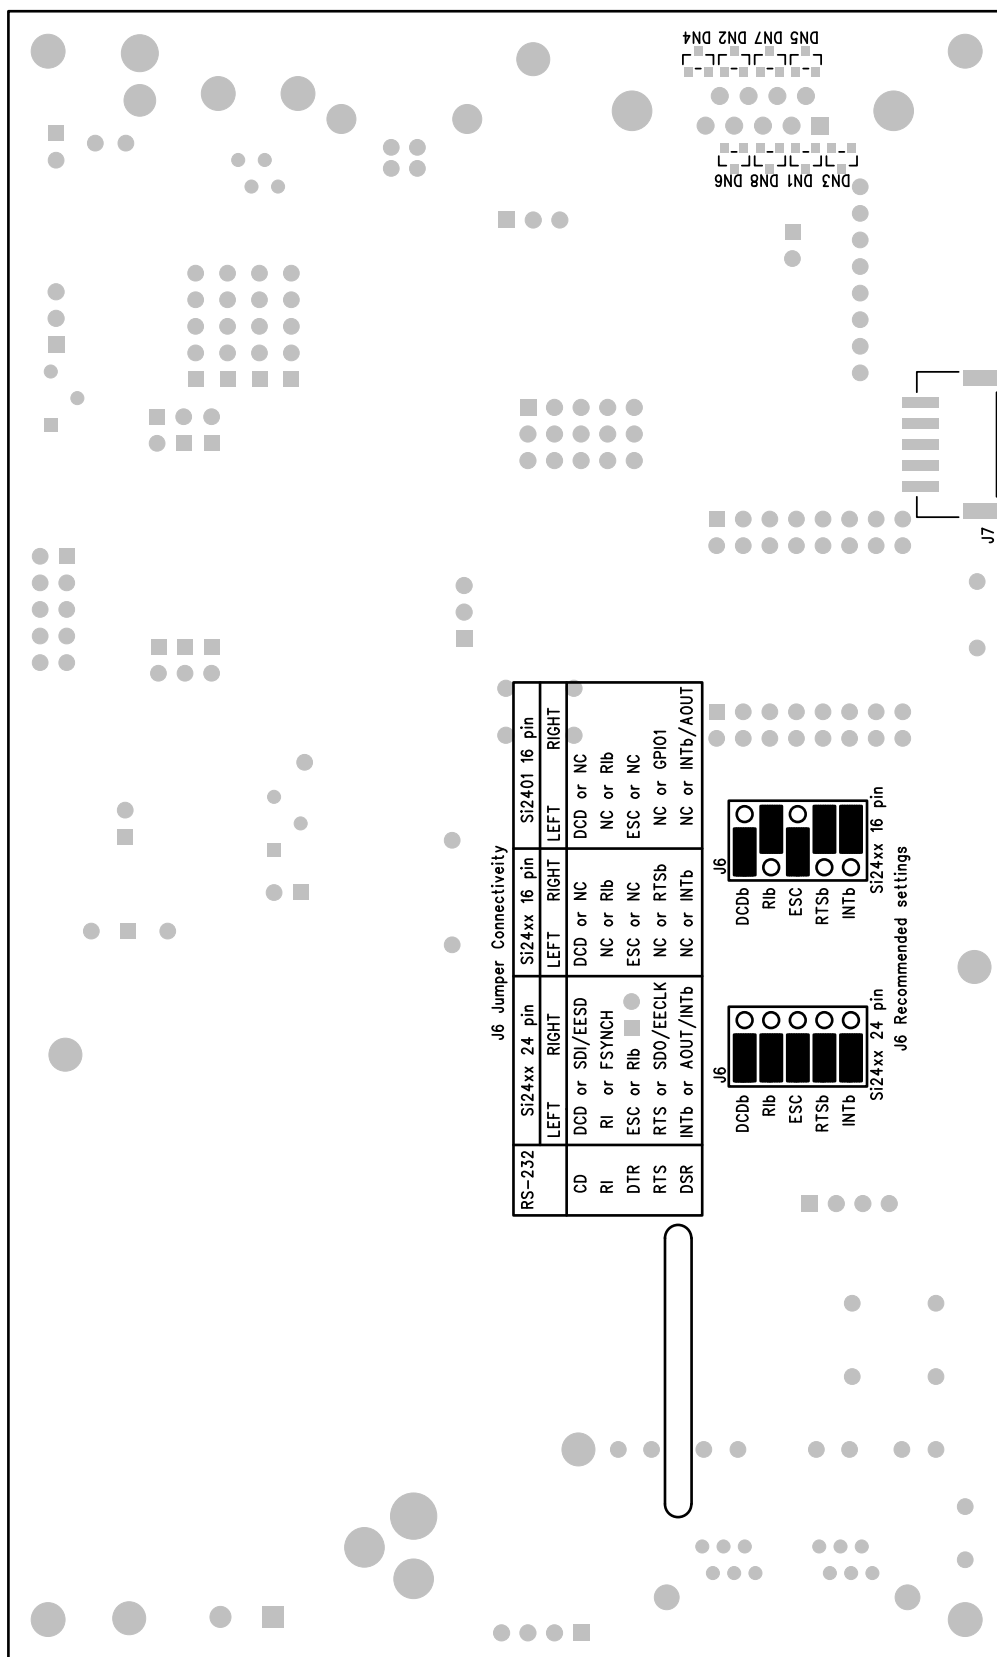 DN4 DN2 DN7 DN5
DN6 DN8 DN1 DN3
J7
J6 Jumper Connectiveity
RS-232 Si24xx 24 pin Si24xx 16 pin Si2401 16 pin
LEFT RIGHT LEFT RIGHT LEFT RIGHT
CD DCD or SDI/EESD DCD or NC DCD or NC
RI RI or FSYNCH NC or RIb NC or RIb
DTR ESC or RIb ESC or NC ESC or NC
RTS RTS or SDO/EECLK NC or RTSb NC or GPIO1
DSR INTb or AOUT/INTb NC or INTb NC or INTb/AOUT
J6
DCDb
RIb
ESC
RTSb
INTb
Si24xx 16 pin
J6
DCDb
RIb
ESC
RTSb
INTb
Si24xx 24 pin
J6 Recommended settings